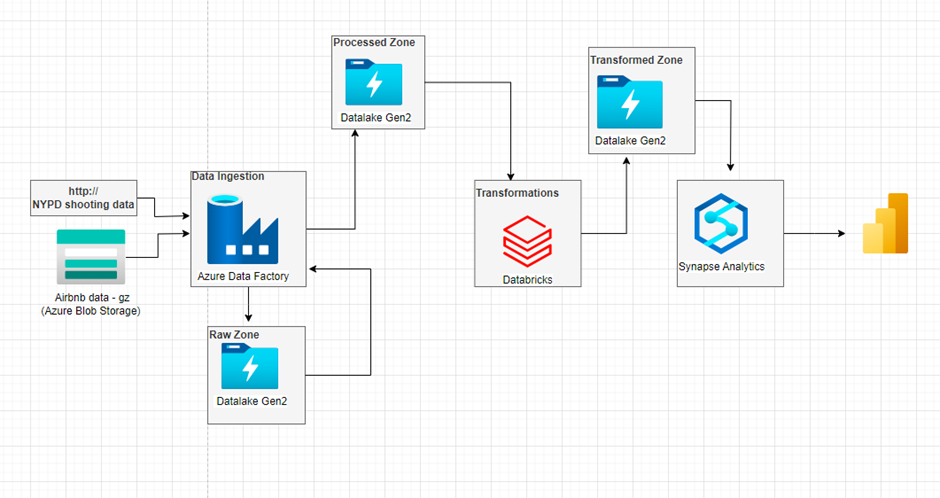 Processed Zone
Datalake Gen2
Transformed Zone
Datalake Gen2
http://
NYPD shooting data
Data Ingestion
Azure Data Factory
Airbnb data - gz
(Azure Blob Storage)
Raw Zone
Datalake Gen2
Transformations
Databricks
Synapse Analytics